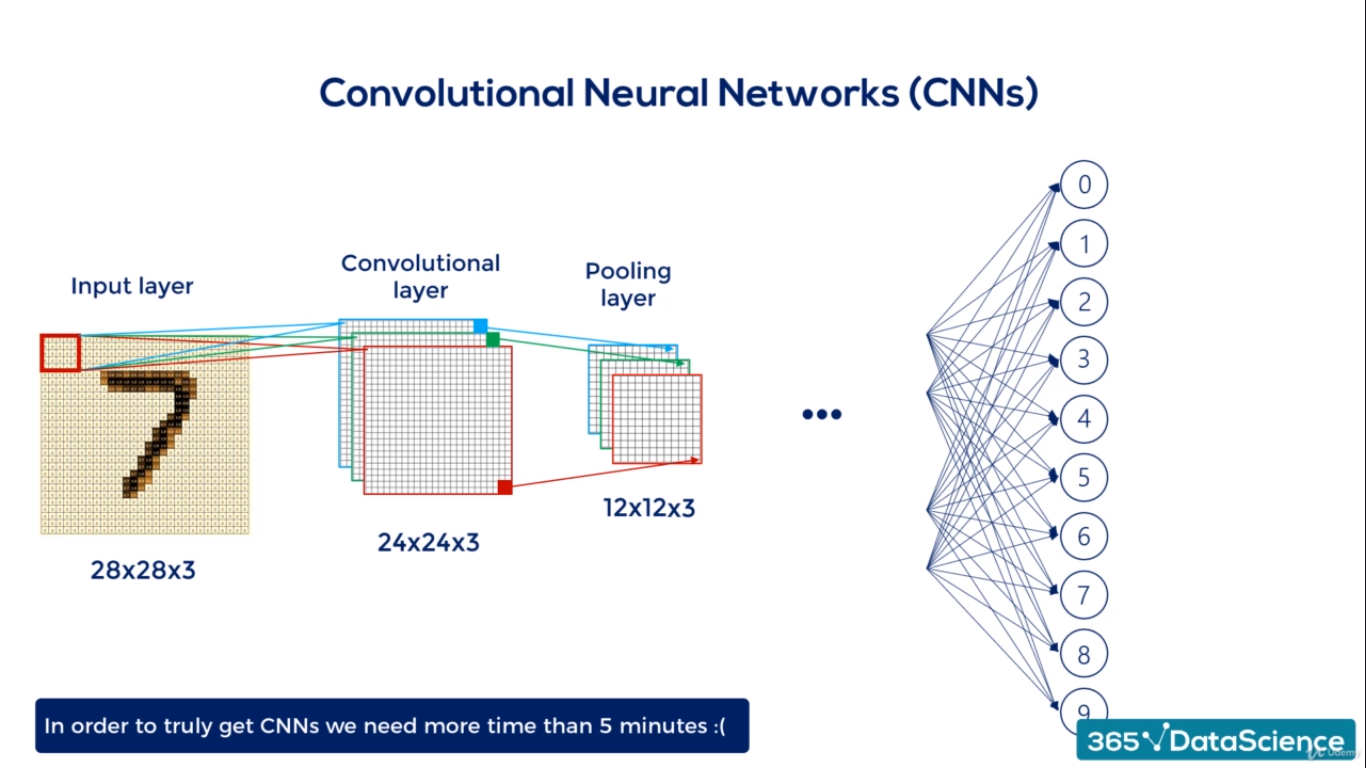 Convolutional Neural Networks (CNNs)
Input layer
Convolutional
layer
Pooling
layer
28x28x3
24x24x3
12x12x3
...
0
1
2
3
4
5
6
7
8
9
In order to truly get CNNs we need more time than 5 minutes :(
365 DataScience
Udemy